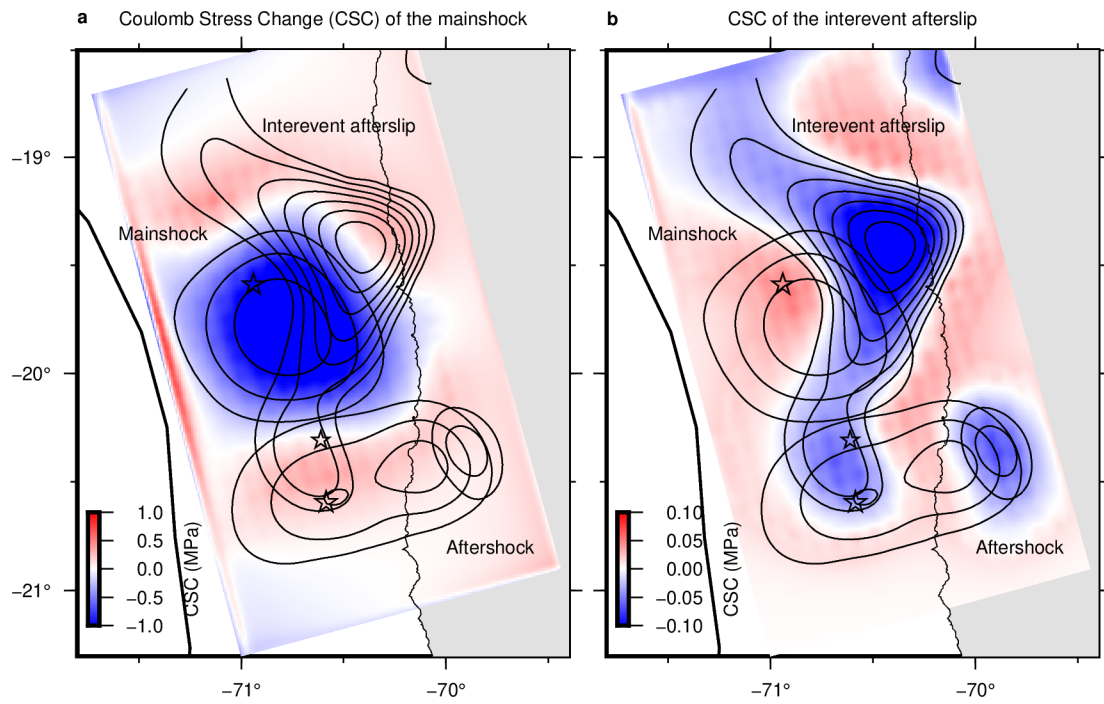 a Coulomb Stress Change (CSC) of the mainshock
b CSC of the interevent afterslip
Interevent afterslip
Interevent afterslip
−19°
Mainshock
Mainshock
−20°
1.0
0.5
0.0
−0.5
−1.0
CSC (MPa)
0.10
0.05
0.00
−0.05
−0.10
CSC (MPa)
Aftershock
Aftershock
−21°
−71°
−70°
−71°
−70°